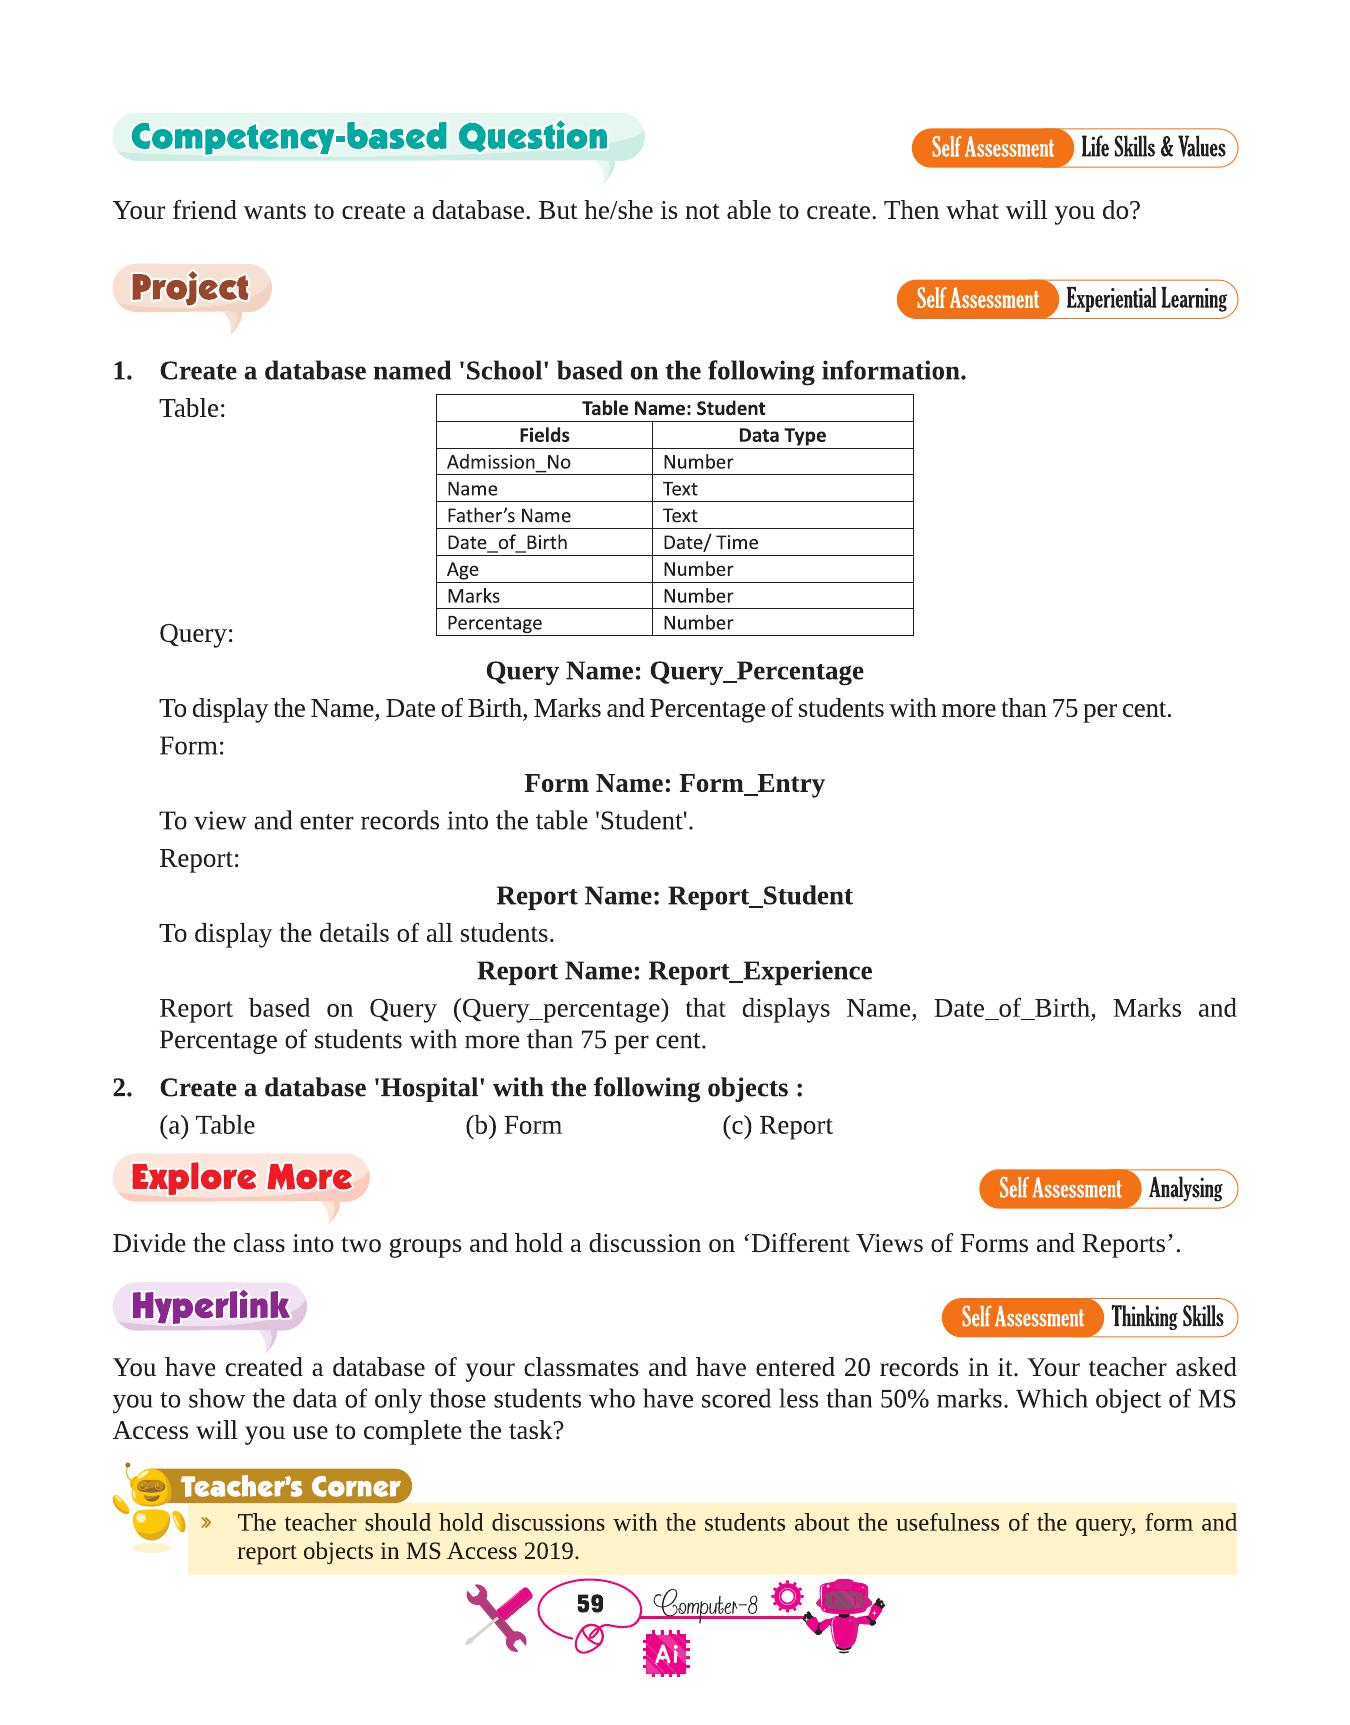 Competency-based Question
Self Assessment Life Skills & Values
Your friend wants to create a database. But he/she is not able to create. Then what will you do?
Project
Self Assessment Experiential Learning
1. Create a database named 'School' based on the following information.
Table:
Table Name: Student
Fields Data Type
Admission_No Number
Name Text
Father’s Name Text
Date_of_Birth Date/ Time
Age Number
Marks Number
Percentage Number
Query:
Query Name: Query_Percentage
To display the Name, Date of Birth, Marks and Percentage of students with more than 75 per cent.
Form:
Form Name: Form_Entry
To view and enter records into the table 'Student'.
Report:
Report Name: Report_Student
To display the details of all students.
Report Name: Report_Experience
Report based on Query (Query_percentage) that displays Name, Date_of_Birth, Marks and
Percentage of students with more than 75 per cent.
2. Create a database 'Hospital' with the following objects :
(a) Table (b) Form (c) Report
Explore More
Self Assessment Analysing
Divide the class into two groups and hold a discussion on ‘Different Views of Forms and Reports’.
Hyperlink
Self Assessment Thinking Skills
You have created a database of your classmates and have entered 20 records in it. Your teacher asked
you to show the data of only those students who have scored less than 50% marks. Which object of MS
Access will you use to complete the task?
Teacher's Corner
» The teacher should hold discussions with the students about the usefulness of the query, form and
report objects in MS Access 2019.
59 Computer-8
Ai